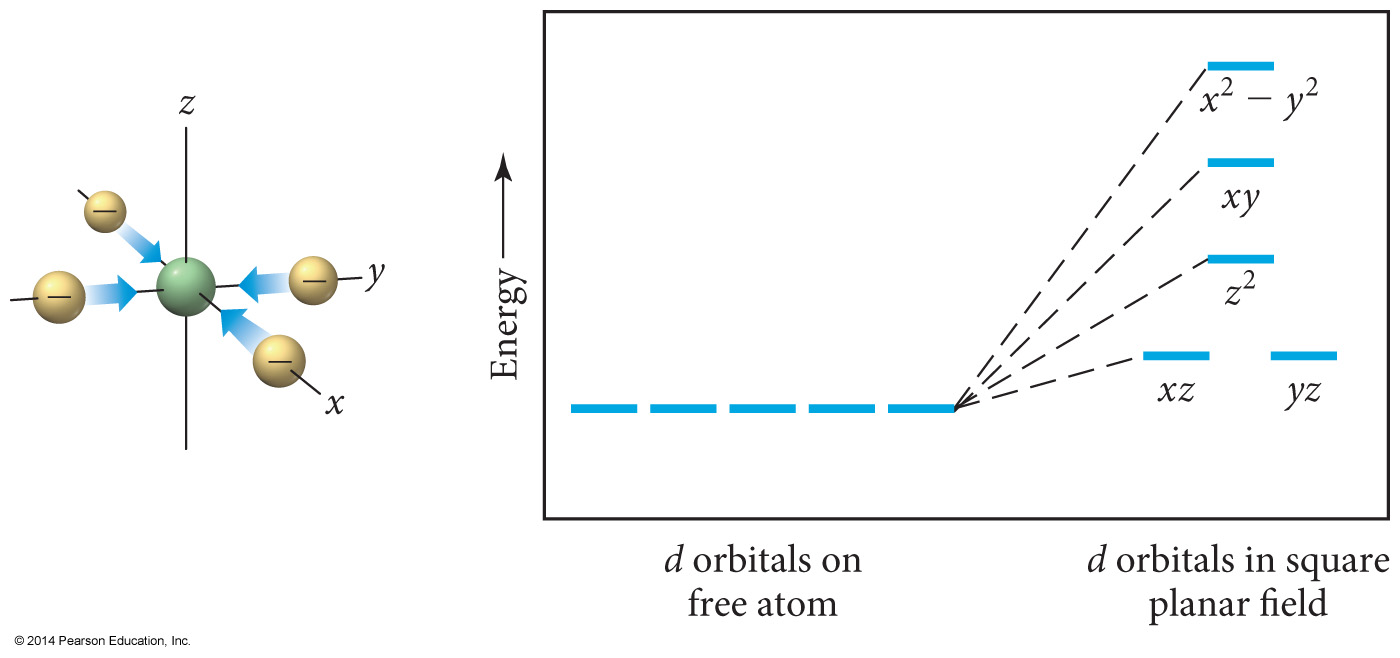 z
y
x
Energy
x² − y²
xy
z²
xz
yz
d orbitals on
free atom
d orbitals in square
planar field
© 2014 Pearson Education, Inc.